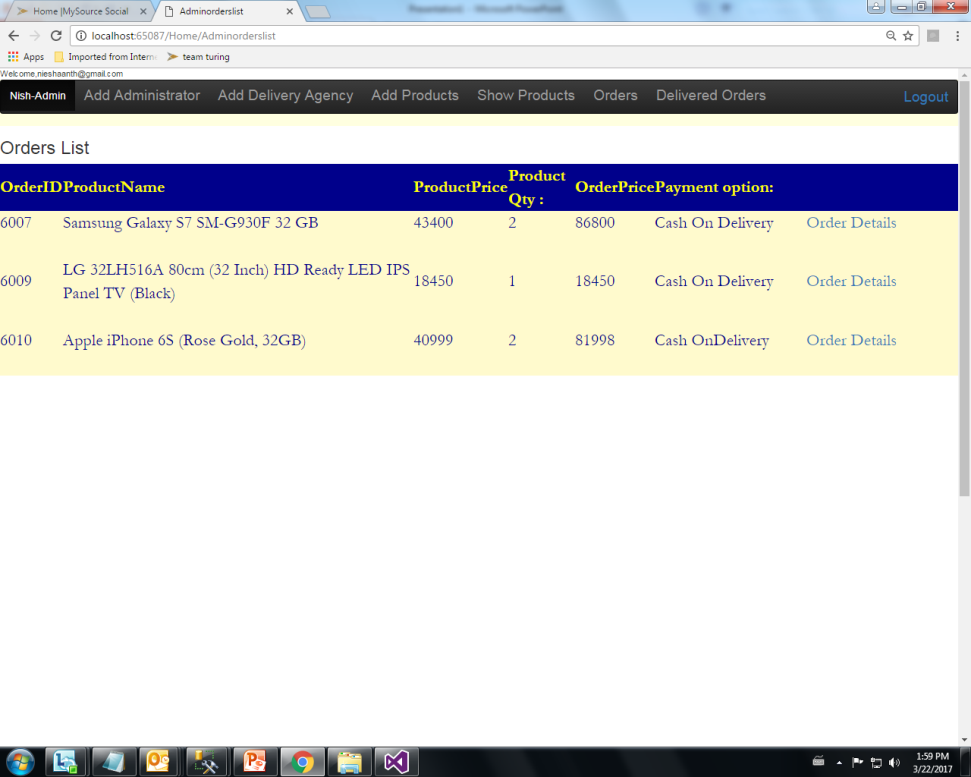 Home |MySource Social
Adminorderslist
Presentation1 - Microsoft PowerPoint
localhost:65087/Home/Adminorderslist
Apps Imported from Intern team turing
Welcome,nieshaanth@gmail.com
Nish-Admin Add Administrator Add Delivery Agency Add Products Show Products Orders Delivered Orders Logout
Orders List
OrderID ProductName ProductPrice Product Qty : OrderPrice Payment option:
6007 Samsung Galaxy S7 SM-G930F 32 GB 43400 2 86800 Cash On Delivery Order Details
6009 LG 32LH516A 80cm (32 Inch) HD Ready LED IPS Panel TV (Black) 18450 1 18450 Cash On Delivery Order Details
6010 Apple iPhone 6S (Rose Gold, 32GB) 40999 2 81998 Cash OnDelivery Order Details
1:59 PM
3/22/2017